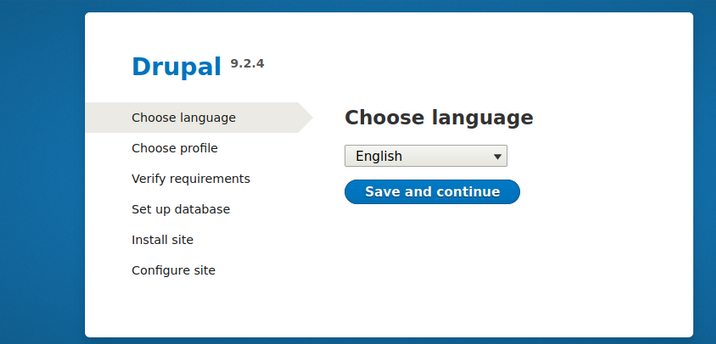 Drupal 9.2.4
Choose language
Choose profile
Verify requirements
Set up database
Install site
Configure site
Choose language
English
Save and continue